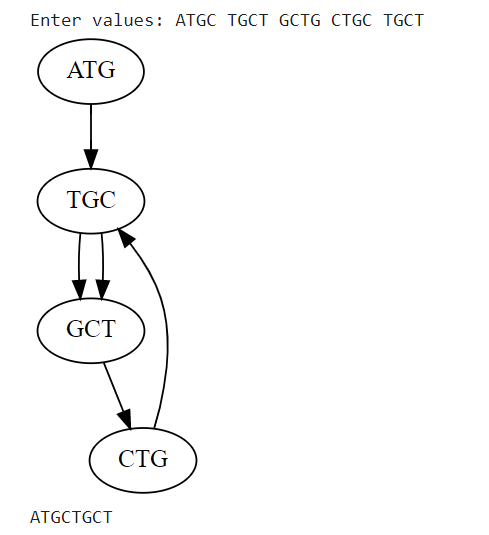 Enter values: ATGC TGCT GCTG CTGC TGCT
ATG
TGC
GCT
CTG
ATGCTGCT